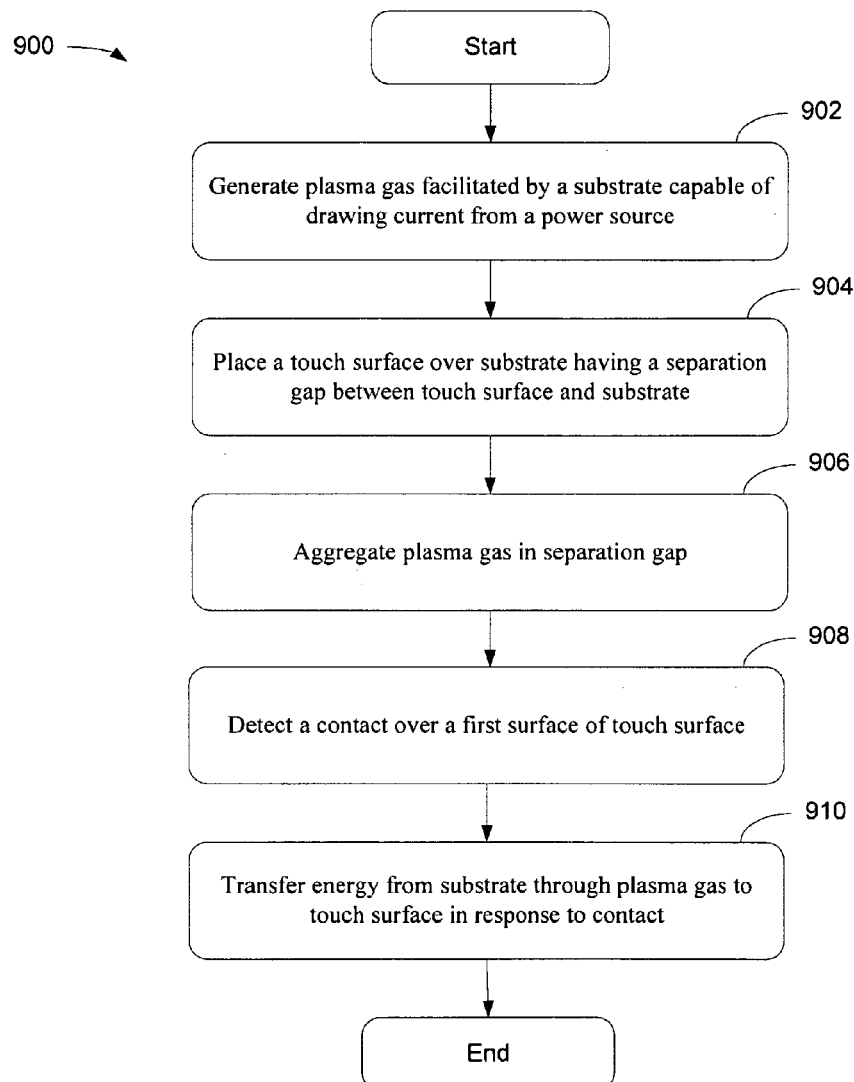 900
Start
902
Generate plasma gas facilitated by a substrate capable of
drawing current from a power source
904
Place a touch surface over substrate having a separation
gap between touch surface and substrate
906
Aggregate plasma gas in separation gap
908
Detect a contact over a first surface of touch surface
910
Transfer energy from substrate through plasma gas to
touch surface in response to contact
End